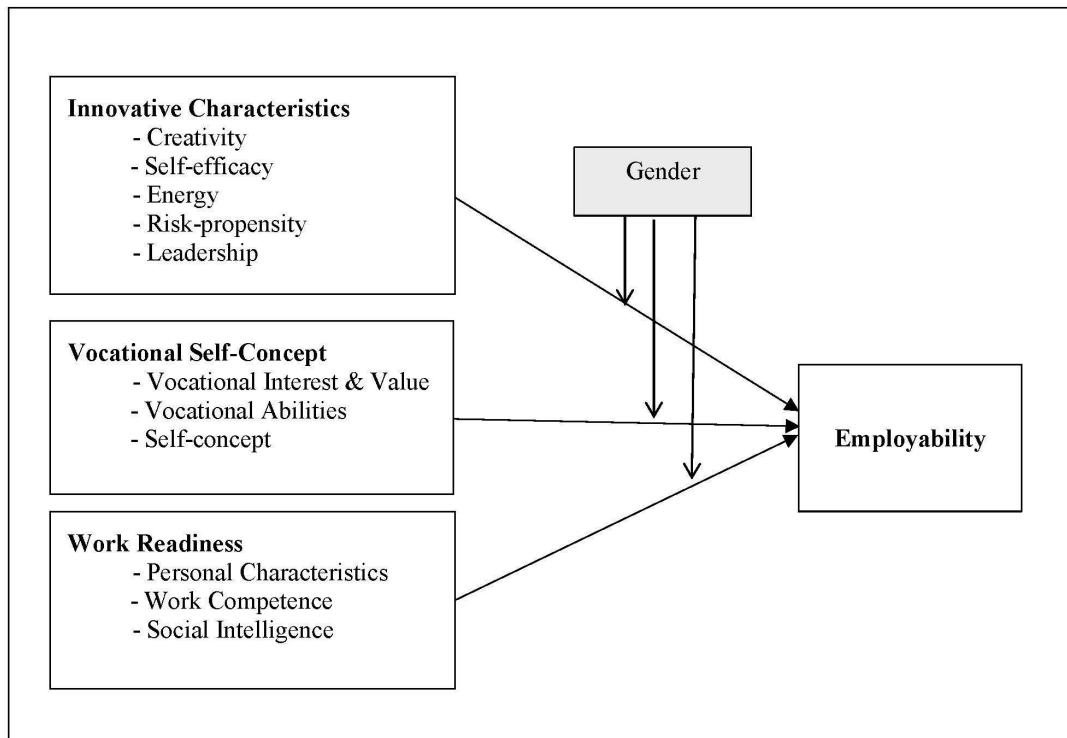 Innovative Characteristics
- Creativity
- Self-efficacy
- Energy
- Risk-propensity
- Leadership
Gender
Vocational Self-Concept
- Vocational Interest & Value
- Vocational Abilities
- Self-concept
Employability
Work Readiness
- Personal Characteristics
- Work Competence
- Social Intelligence